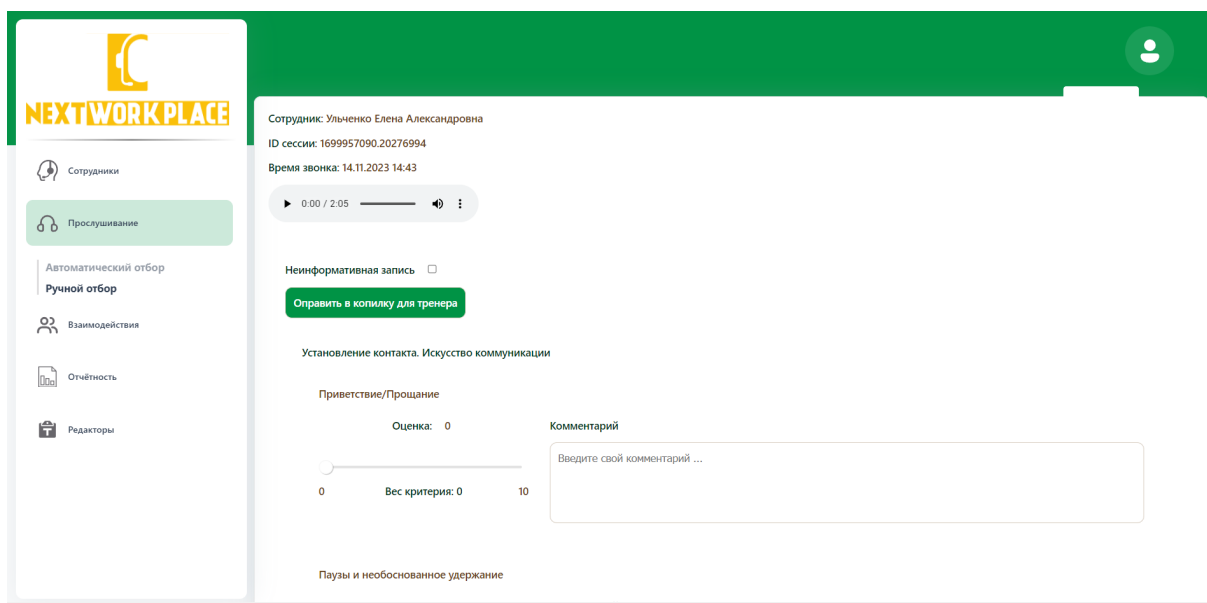 NEXT WORKPLACE
Сотрудники
Прослушивание
Автоматический отбор
Ручной отбор
Взаимодействия
Отчётность
Редакторы
Сотрудник: Ульченко Елена Александровна
ID сессии: 1699957090.20276994
Время звонка: 14.11.2023 14:43
0:00 / 2:05
Неинформативная запись
Оправить в копилку для тренера
Установление контакта. Искусство коммуникации
Приветствие/Прощание
Оценка: 0
Комментарий
Введите свой комментарий ...
0 Вес критерия: 0 10
Паузы и необоснованное удержание